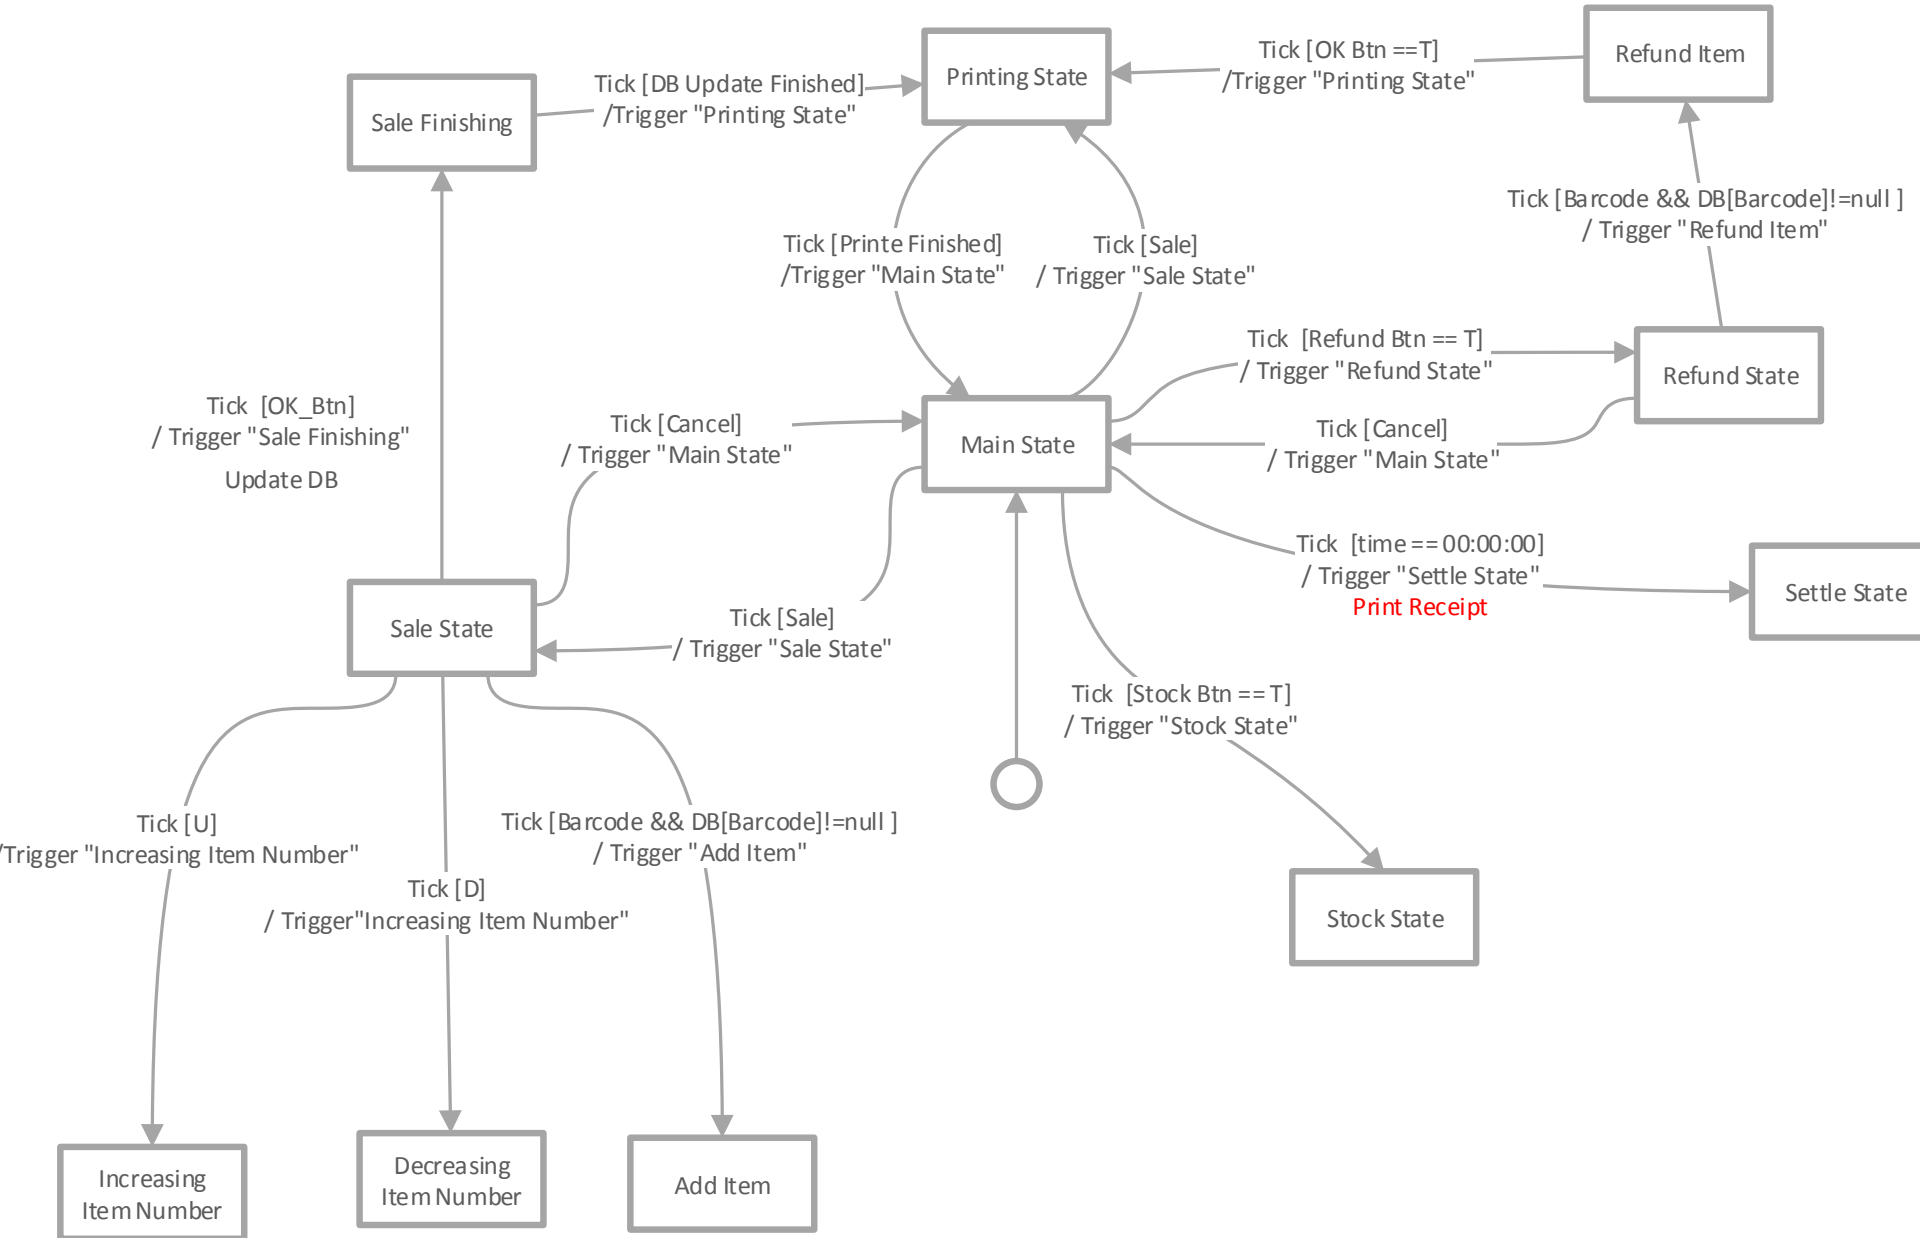 Refund Item
Tick [OK Btn ==T]
/Trigger "Printing State"
Printing State
Tick [DB Update Finished]
/Trigger "Printing State"
Sale Finishing
Tick [Barcode && DB[Barcode]!=null ]
/ Trigger "Refund Item"
Tick [Printe Finished]
/Trigger "Main State"
Tick [Sale]
/ Trigger "Sale State"
Tick  [Refund Btn == T]
/ Trigger "Refund State"
Refund State
Tick  [OK_Btn]
/ Trigger "Sale Finishing"
Update DB
Tick [Cancel]
/ Trigger "Main State"
Main State
Tick [Cancel]
/ Trigger "Main State"
Tick  [time == 00:00:00]
/ Trigger "Settle State"
Print Receipt
Settle State
Sale State
Tick [Sale]
/ Trigger "Sale State"
Tick  [Stock Btn == T]
/ Trigger "Stock State"
Tick [U]
/Trigger "Increasing Item Number"
Tick [Barcode && DB[Barcode]!=null ]
/ Trigger "Add Item"
Tick [D]
/ Trigger"Increasing Item Number"
Stock State
Increasing
Item Number
Decreasing
Item Number
Add Item